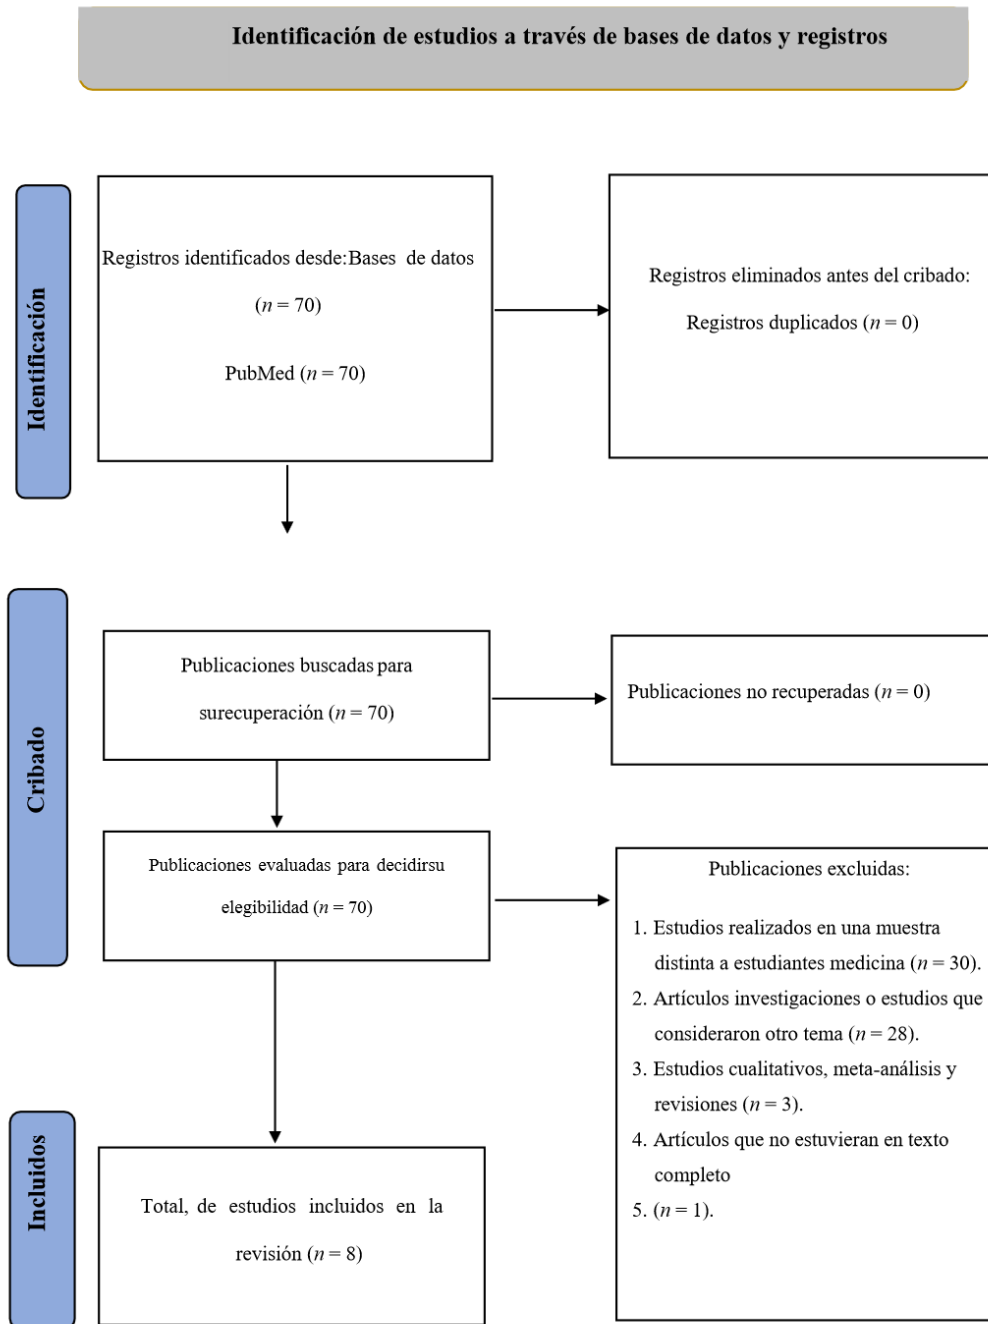 Identificación de estudios a través de bases de datos y registros
Identificación
Registros identificados desde:Bases de datos
(n = 70)
PubMed (n = 70)
Registros eliminados antes del cribado:
Registros duplicados (n = 0)
Cribado
Publicaciones buscadas para
surecuperación (n = 70)
Publicaciones no recuperadas (n = 0)
Publicaciones evaluadas para decidirsu
elegibilidad (n = 70)
Publicaciones excluidas:
1. Estudios realizados en una muestra
distinta a estudiantes medicina (n = 30).
2. Artículos investigaciones o estudios que
consideraron otro tema (n = 28).
3. Estudios cualitativos, meta-análisis y
revisiones (n = 3).
4. Artículos que no estuvieran en texto
completo
5. (n = 1).
Incluidos
Total, de estudios incluidos en la
revisión (n = 8)